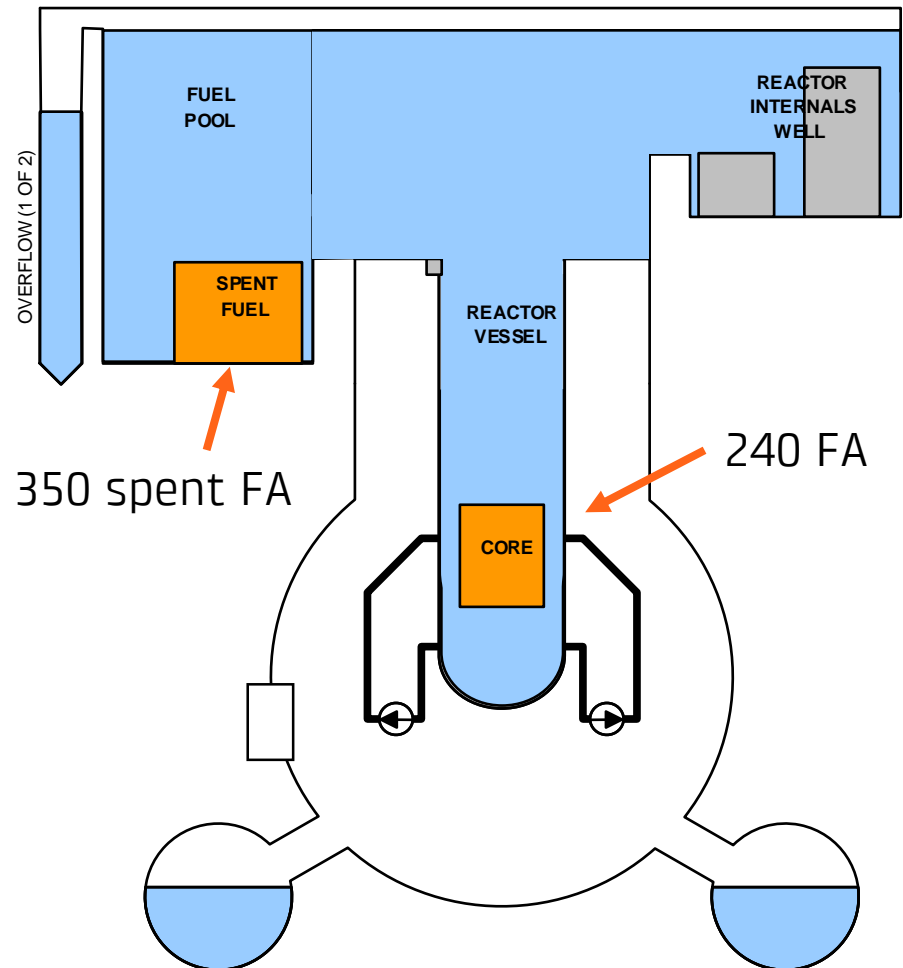 FUEL
POOL
REACTOR
INTERNALS
WELL
OVERFLOW (1 OF 2)
SPENT
FUEL
REACTOR
VESSEL
350 spent FA
240 FA
CORE